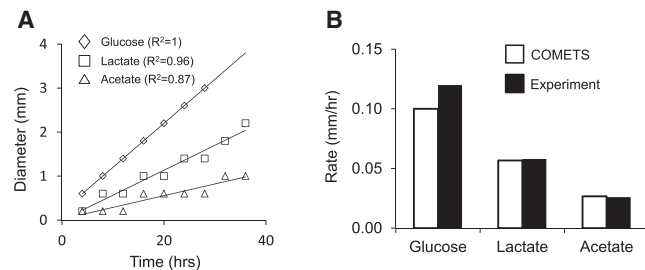 A
Glucose (R²=1)
Lactate (R²=0.96)
Acetate (R²=0.87)
Diameter (mm)
4
3
2
1
0
0
20
40
Time (hrs)
B
COMETS
Experiment
Rate (mm/hr)
0.15
0.10
0.05
0.00
Glucose
Lactate
Acetate